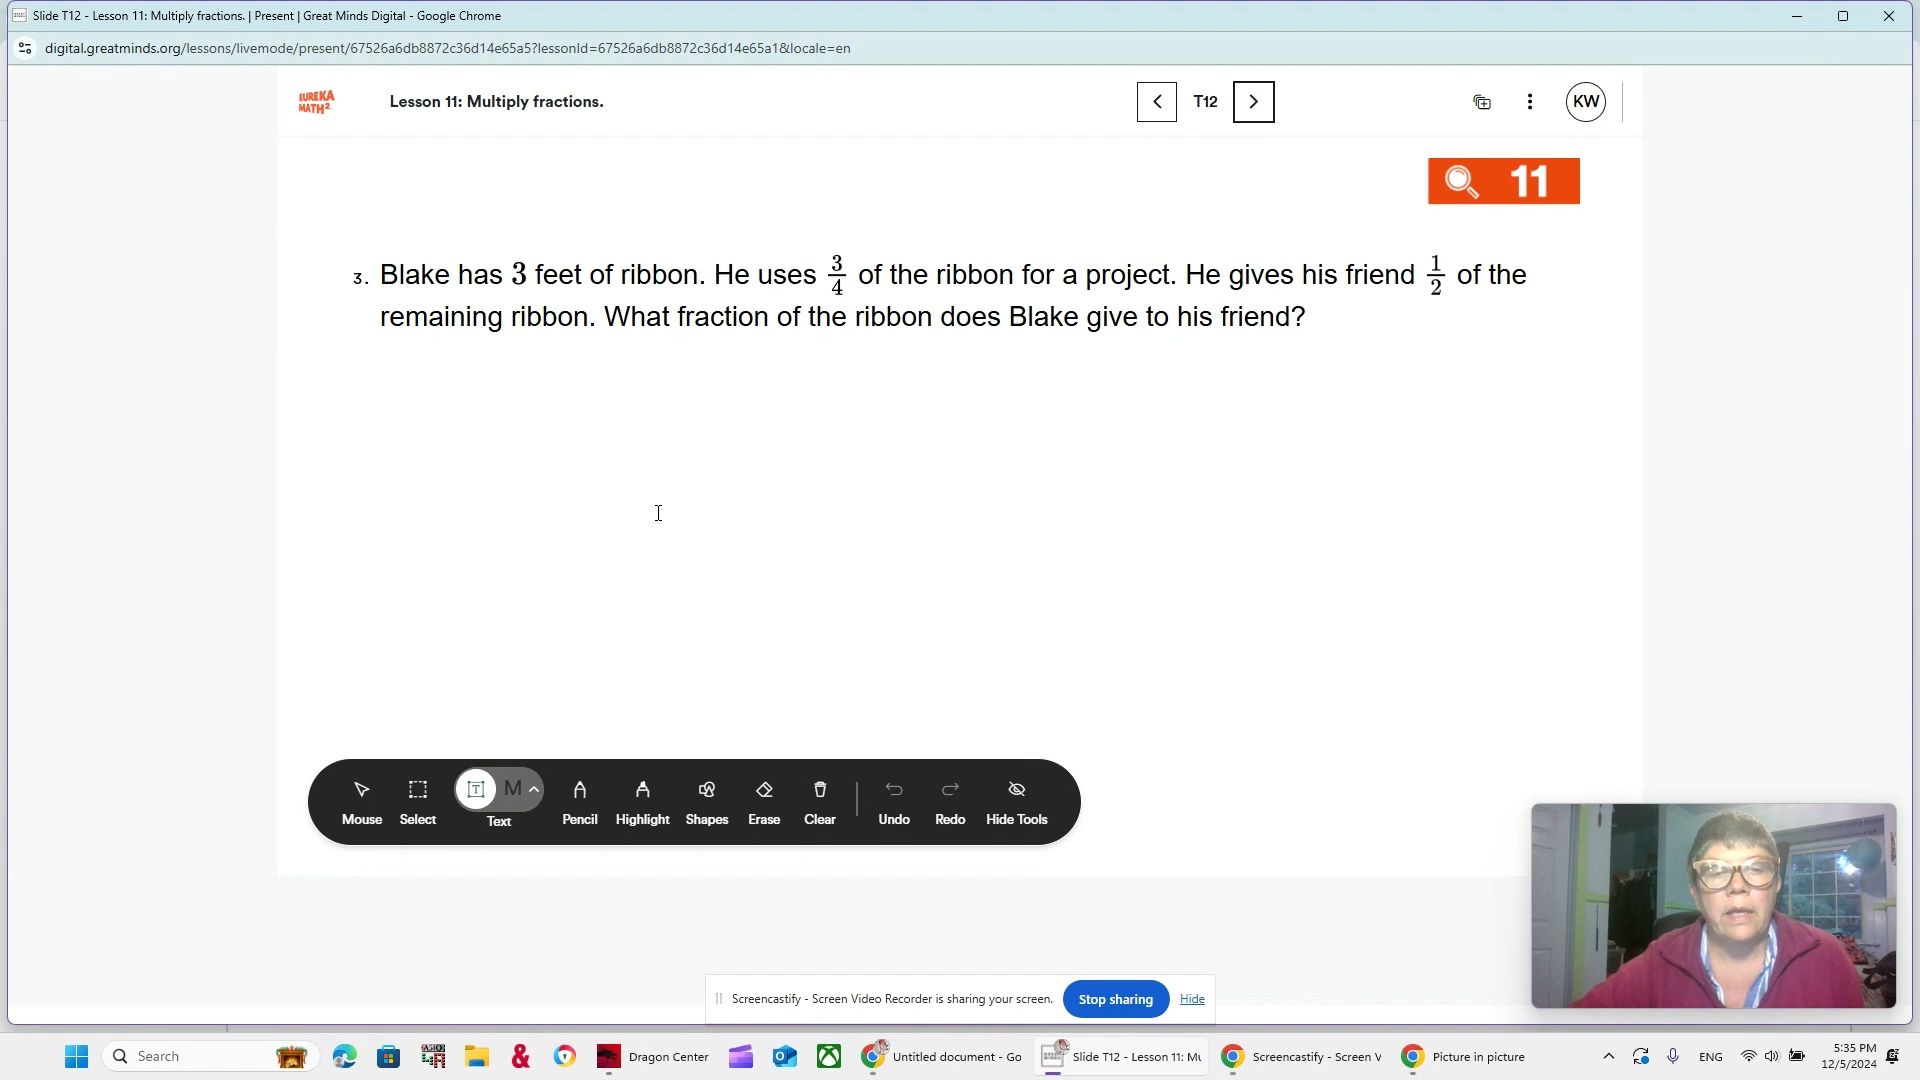 Slide T12 - Lesson 11: Multiply fractions. | Present | Great Minds Digital - Google Chrome
digital.greatminds.org/lessons/livemode/present/67526a6db8872c36d14e65a5?lessonId=67526a6db8872c36d14e65a1&locale=en
EUREKA MATH² Lesson 11: Multiply fractions. T12 KW
11
3. Blake has 3 feet of ribbon. He uses 3/4 of the ribbon for a project. He gives his friend 1/2 of the
remaining ribbon. What fraction of the ribbon does Blake give to his friend?
T M
Mouse Select Text Pencil Highlight Shapes Erase Clear Undo Redo Hide Tools
Screencastify - Screen Video Recorder is sharing your screen. Stop sharing Hide
Search Dragon Center Untitled document - Go Slide T12 - Lesson 11: Mu Screencastify - Screen V Picture in picture ENG 5:35 PM
12/5/2024